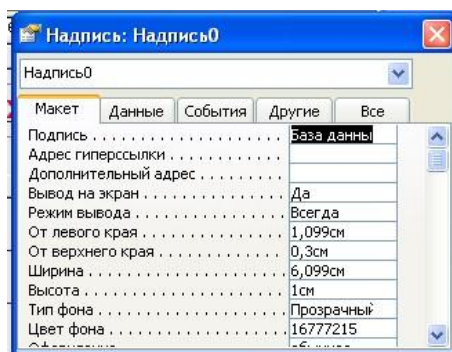 Надпись: Надпись0
Надпись0
Макет Данные События Другие Все
Подпись . . . . . . . . . . . . . . . . . . . . . База данны
Адрес гиперссылки . . . . . . . . . . . .
Дополнительный адрес . . . . . . . . .
Вывод на экран . . . . . . . . . . . . . . . Да
Режим вывода . . . . . . . . . . . . . . . . Всегда
От левого края . . . . . . . . . . . . . . . 1,099см
От верхнего края . . . . . . . . . . . . . 0,3см
Ширина . . . . . . . . . . . . . . . . . . . . . 6,099см
Высота . . . . . . . . . . . . . . . . . . . . . . 1см
Тип фона . . . . . . . . . . . . . . . . . . . . Прозрачный
Цвет фона . . . . . . . . . . . . . . . . . . . 16777215